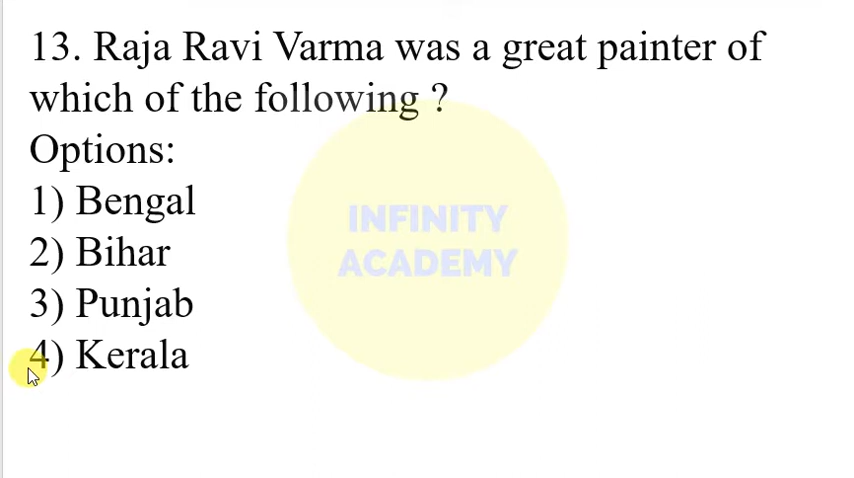 13. Raja Ravi Varma was a great painter of
which of the following ?
Options:
1) Bengal
2) Bihar
3) Punjab
4) Kerala
INFINITY
ACADEMY